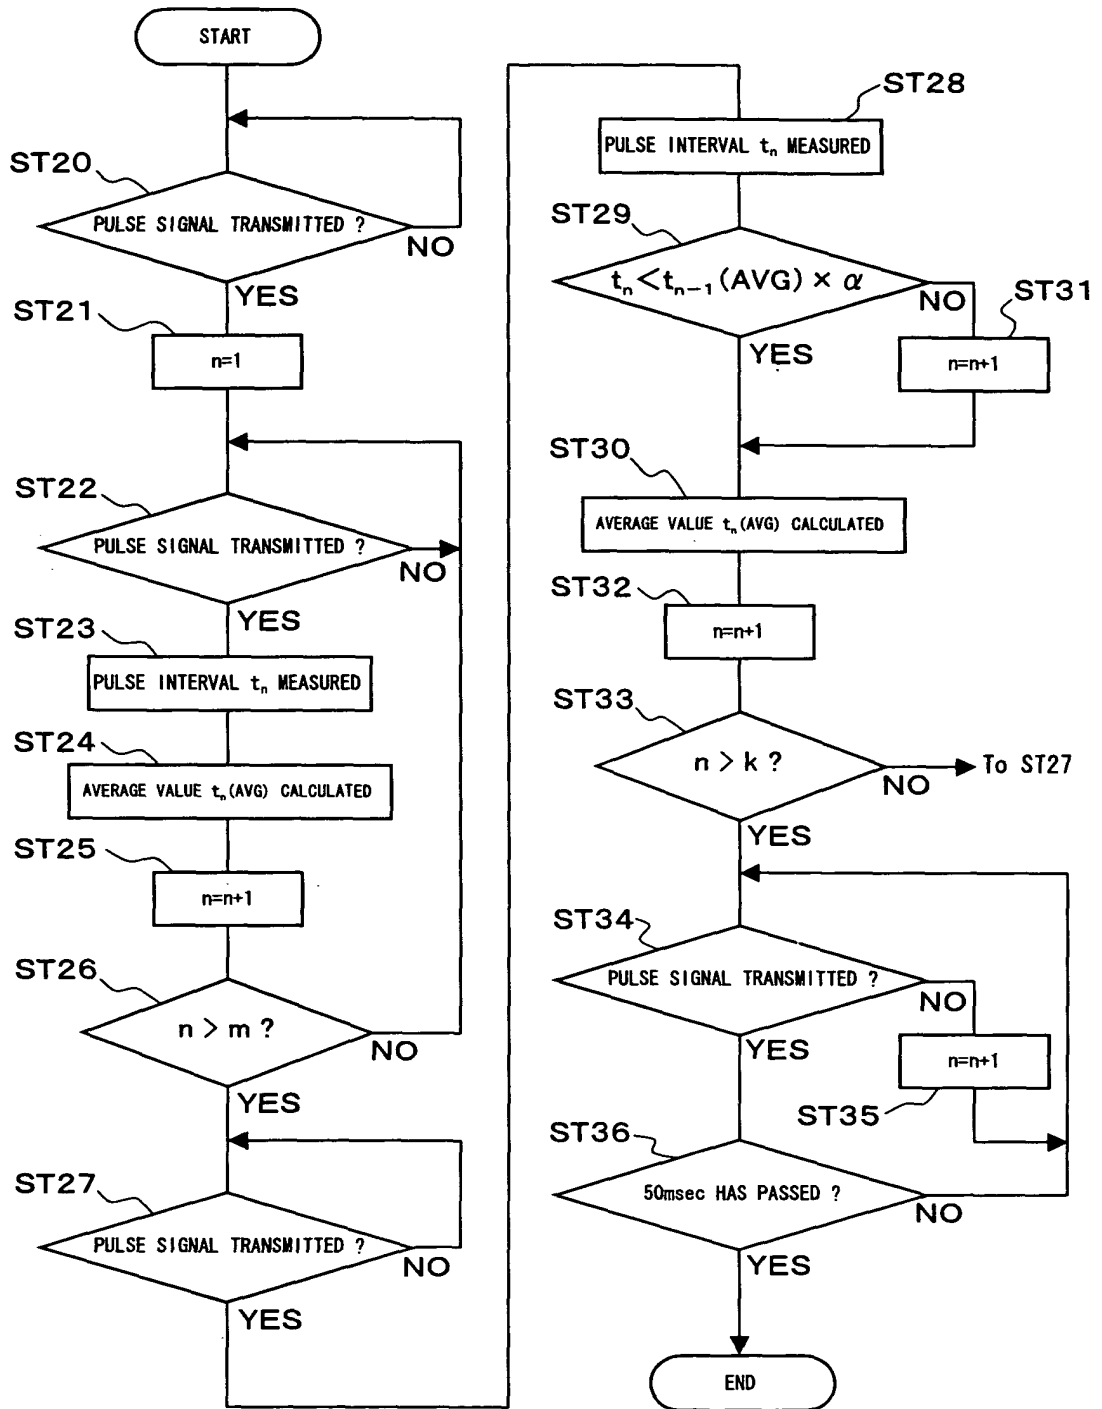 START
ST20
PULSE SIGNAL TRANSMITTED ?
NO
YES
ST21
n=1
ST22
PULSE SIGNAL TRANSMITTED ?
NO
YES
ST23
PULSE INTERVAL tₙ MEASURED
ST24
AVERAGE VALUE tₙ(AVG) CALCULATED
ST25
n=n+1
ST26
n > m ?
NO
YES
ST27
PULSE SIGNAL TRANSMITTED ?
NO
YES
ST28
PULSE INTERVAL tₙ MEASURED
ST29
tₙ<tₙ₋₁(AVG) × α
NO
YES
ST31
n=n+1
ST30
AVERAGE VALUE tₙ(AVG) CALCULATED
ST32
n=n+1
ST33
n > k ?
NO
To ST27
YES
ST34
PULSE SIGNAL TRANSMITTED ?
NO
YES
n=n+1
ST35
ST36
50msec HAS PASSED ?
NO
YES
END